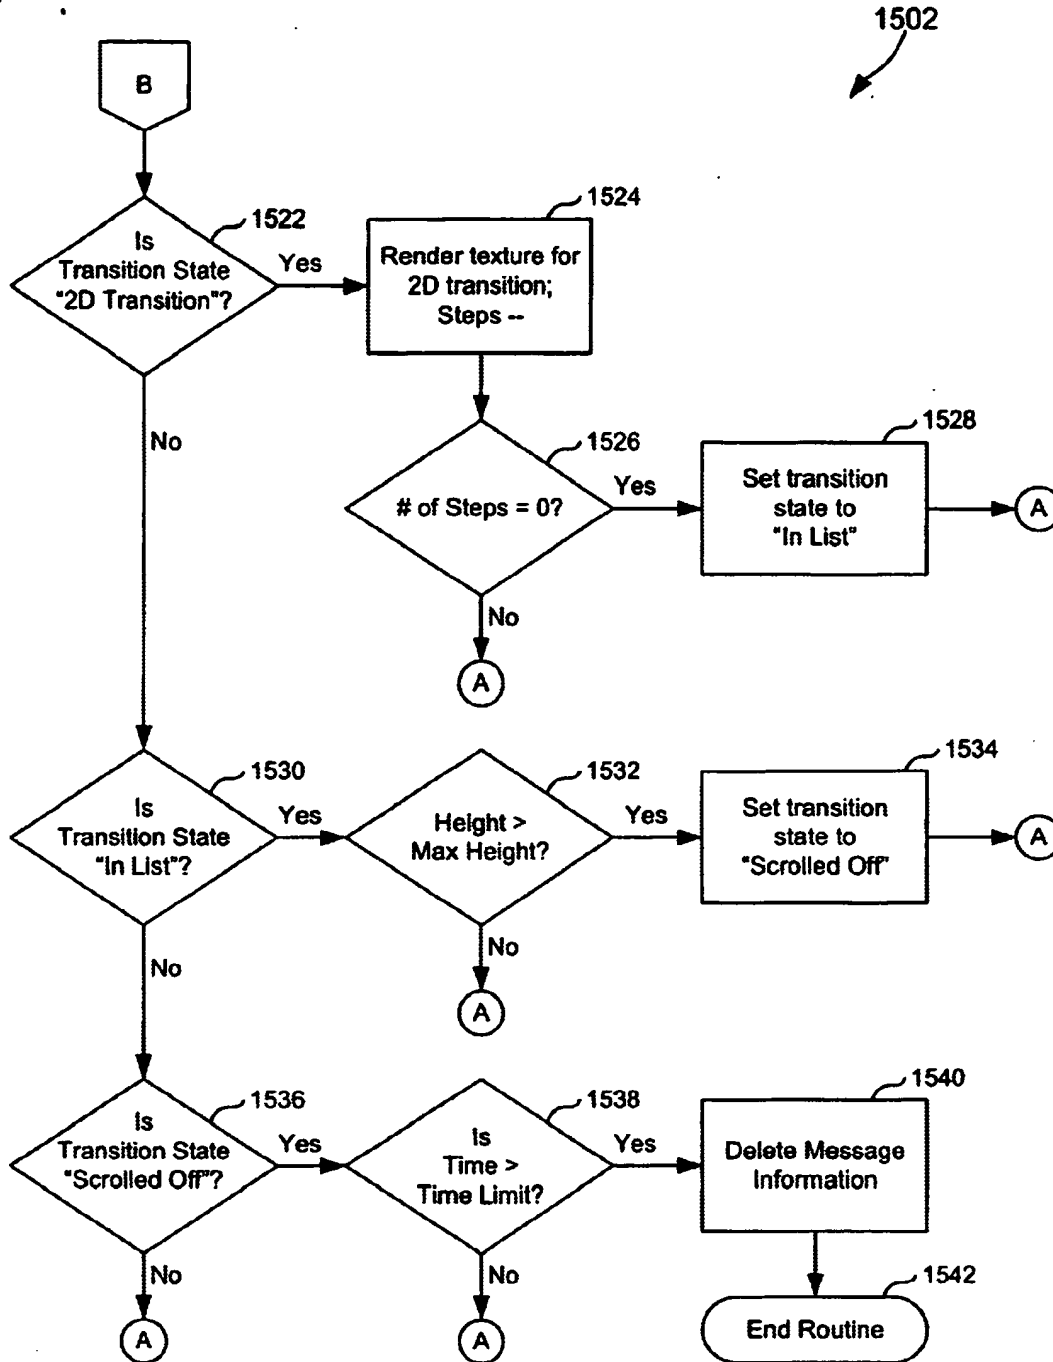 1502
B
1522
Is
Transition State
"2D Transition"?
Yes
1524
Render texture for
2D transition;
Steps --
No
1526
# of Steps = 0?
Yes
1528
Set transition
state to
"In List"
A
No
A
1530
Is
Transition State
"In List"?
Yes
1532
Height >
Max Height?
Yes
1534
Set transition
state to
"Scrolled Off"
A
No
No
A
1536
Is
Transition State
"Scrolled Off"?
Yes
1538
Is
Time >
Time Limit?
Yes
1540
Delete Message
Information
No
A
No
A
1542
End Routine